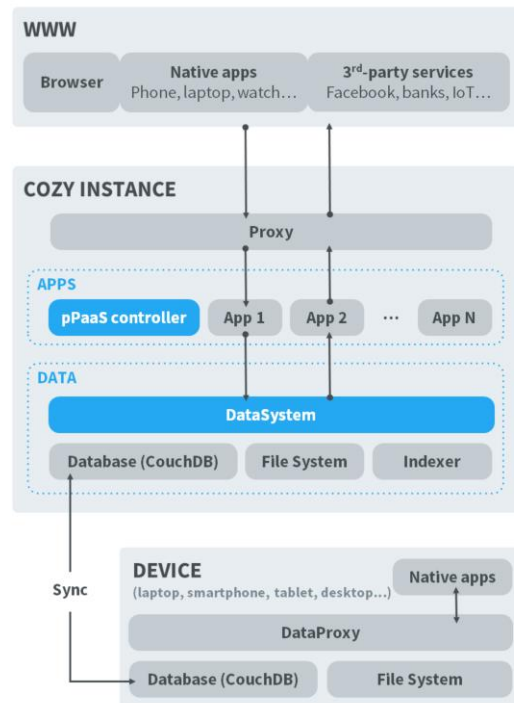 WWW
Browser
Native apps
Phone, laptop, watch...
3rd-party services
Facebook, banks, IoT...
COZY INSTANCE
Proxy
APPS
pPaaS controller
App 1
App 2
...
App N
DATA
DataSystem
Database (CouchDB)
File System
Indexer
Sync
DEVICE
(laptop, smartphone, tablet, desktop...)
Native apps
DataProxy
Database (CouchDB)
File System